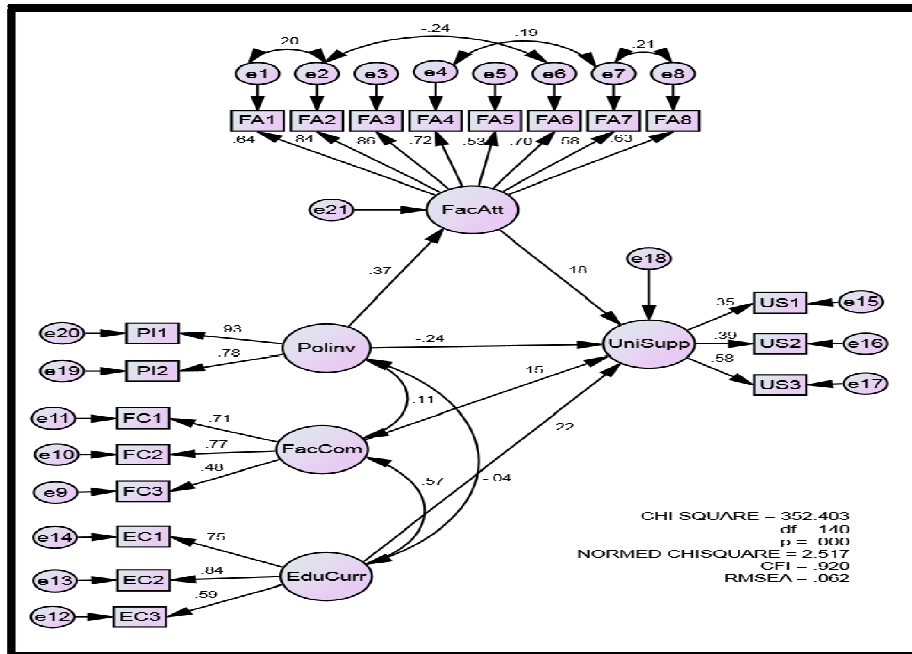 .20
-.24
.19
.21
e1 e2 e3 e4 e5 e6 e7 e8
FA1 FA2 FA3 FA4 FA5 FA6 FA7 FA8
.64 .84 .86 .72 .53 .70 .58 .63
e21
FacAtt
.37
.18
e18
e20 PI1 .93
e19 PI2 .78
Polinv
-.24
UniSupp
.35 US1 e15
.39 US2 e16
.58 US3 e17
.11
.15
.22
e11 FC1 .71
e10 FC2 .77
e9 FC3 .48
FacCom
.57
-.04
e14 EC1 .75
e13 EC2 .84
e12 EC3 .59
EduCurr
CHI SQUARE = 352.403
df 140
p = 000
NORMED CHISQUARE = 2.517
CFI = .920
RMSEA = .062